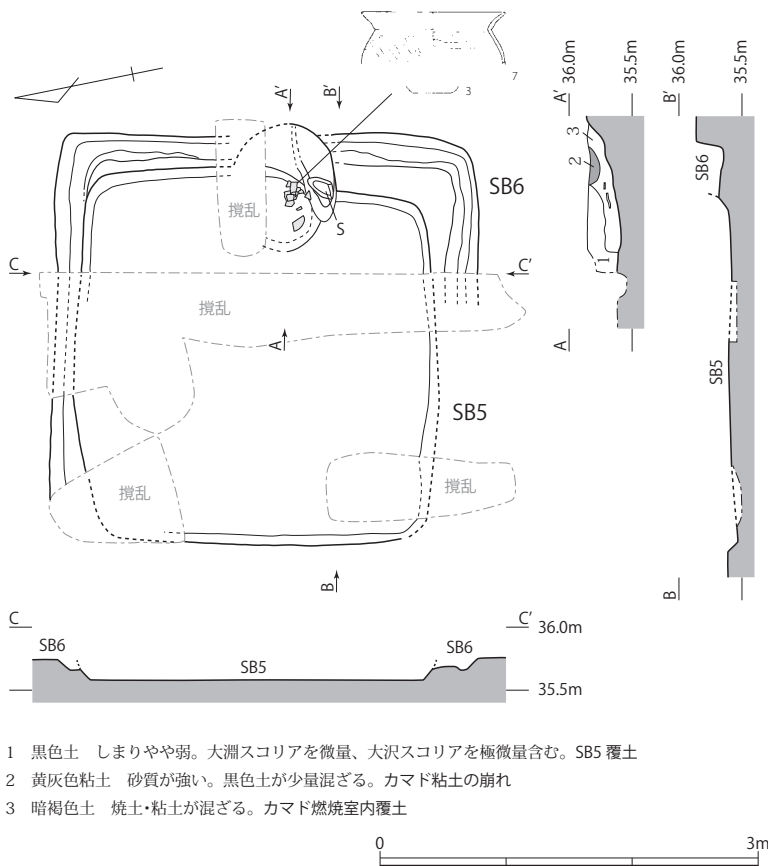 36.0m
35.5m
36.0m
35.5m
3
7
A'
B'
A'
B'
3
2
1
SB6
SB6
撹乱
S
C
C'
撹乱
A
A
SB5
SB5
撹乱
撹乱
B
B
C
C'
36.0m
SB6
SB5
SB6
35.5m
1 黒色土 しまりやや弱。大淵スコリアを微量、大沢スコリアを極微量含む。SB5 覆土
2 黄灰色粘土 砂質が強い。黒色土が少量混ざる。カマド粘土の崩れ
3 暗褐色土 焼土・粘土が混ざる。カマド燃焼室内覆土
0
3m